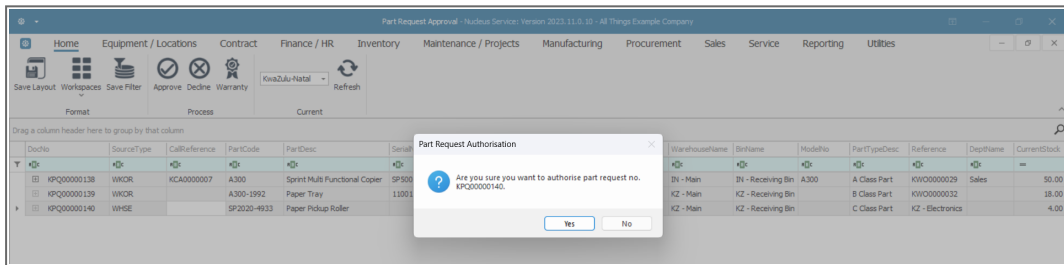 Part Request Approval - Nucleus Service: Version 2023.11.0.10 - All Things Example Company
Home Equipment / Locations Contract Finance / HR Inventory Maintenance / Projects Manufacturing Procurement Sales Service Reporting Utilities
Save Layout Workspaces Save Filter Approve Decline Warranty KwaZulu-Natal Refresh
Format Process Current
Drag a column header here to group by that column
DocNo SourceType CallReference PartCode PartDesc WarehouseName BinName ModelNo PartTypeDesc Reference DeptName CurrentStock
KPQ00000138 WKOR KCA0000007 A300 Sprint Multi Functional Copier SP500 IN - Main IN - Receiving Bin A300 A Class Part KWO0000029 Sales 50.00
KPQ00000139 WKOR A300-1992 Paper Tray 11001 KZ - Main KZ - Receiving Bin B Class Part KWO0000032 18.00
KPQ00000140 WHSE SP2020-4933 Paper Pickup Roller KZ - Main KZ - Receiving Bin C Class Part KZ - Electronics 4.00
Part Request Authorisation
Are you sure you want to authorise part request no.
KPQ00000140.
Yes No